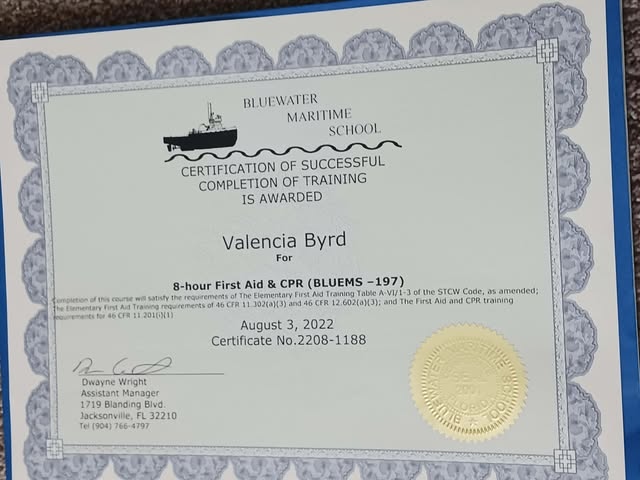 BLUEWATER
MARITIME
SCHOOL
CERTIFICATION OF SUCCESSFUL
COMPLETION OF TRAINING
IS AWARDED
Valencia Byrd
For
8-hour First Aid & CPR (BLUEMS –197)
Completion of this course will satisfy the requirements of The Elementary First Aid Training Table A-VI/1-3 of the STCW Code, as amended;
The Elementary First Aid Training requirements of 46 CFR 11.302(a)(3) and 46 CFR 12.602(a)(3); and The First Aid and CPR training
requirements for 46 CFR 11.201(i)(1)
August 3, 2022
Certificate No.2208-1188
Dwayne Wright
Assistant Manager
1719 Blanding Blvd.
Jacksonville, FL 32210
Tel (904) 766-4797
BLUEWATER MARITIME SCHOOL